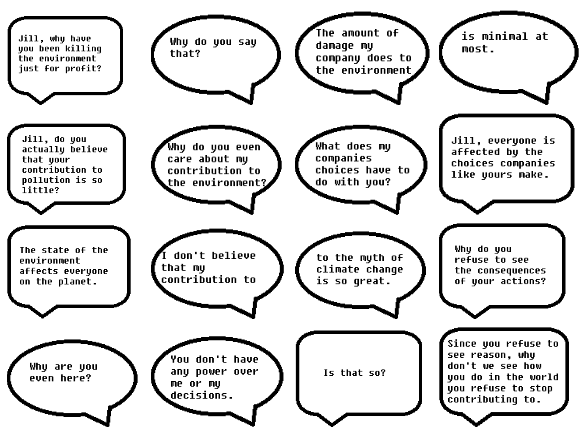 Jill, why have
you been killing
the environment
just for profit?
Why do you say
that?
The amount of
damage my
company does to
the environment
is minimal at
most.
Jill, do you
actually believe
that your
contribution to
pollution is so
little?
Why do you even
care about my
contribution to
the environment?
What does my
companies
choices have to
do with you?
Jill, everyone is
affected by the
choices companies
like yours make.
The state of the
environment
affects everyone
on the planet.
I don't believe
that my
contribution to
to the myth of
climate change
is so great.
Why do you
refuse to see
the consequences
of your actions?
Why are you
even here?
You don't have
any power over
me or my
decisions.
Is that so?
Since you refuse to
see reason, why
don't we see how
you do in the world
you refuse to stop
contributing to.